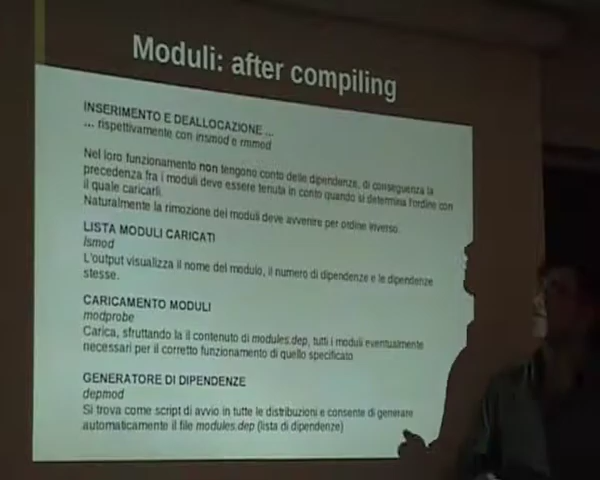 Moduli: after compiling
INSERIMENTO E DEALLOCAZIONE ...
... rispettivamente con insmod e rmmod
Nel loro funzionamento non tengono conto delle dipendenze, di conseguenza la
precedenza fra i moduli deve essere tenuta in conto quando si determina l'ordine con
il quale caricarli.
Naturalmente la rimozione dei moduli deve avvenire per ordine inverso.
LISTA MODULI CARICATI
lsmod
L'output visualizza il nome del modulo, il numero di dipendenze e le dipendenze
stesse.
CARICAMENTO MODULI
modprobe
Carica, sfruttando la il contenuto di modules.dep, tutti i moduli eventualmente
necessari per il corretto funzionamento di quello specificato
GENERATORE DI DIPENDENZE
depmod
Si trova come script di avvio in tutte le distribuzioni e consente di generare
automaticamente il file modules.dep (lista di dipendenze)